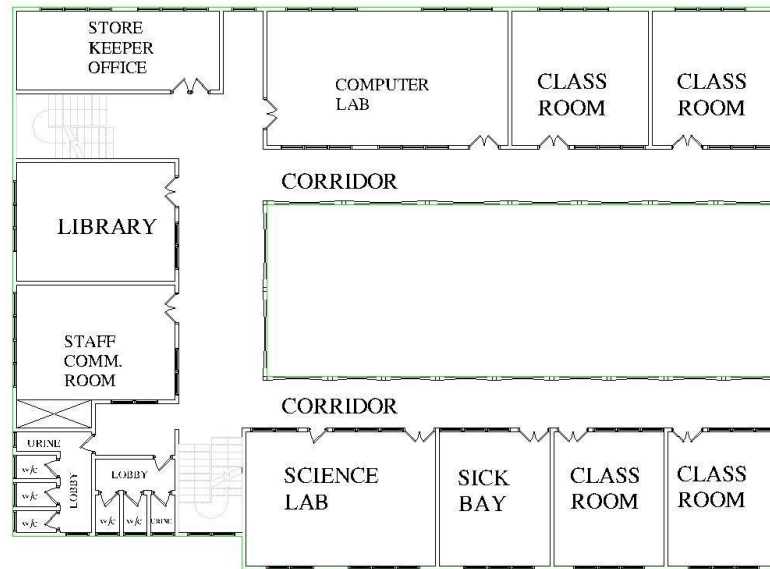 STORE
KEEPER
OFFICE
COMPUTER
LAB
CLASS
ROOM
CLASS
ROOM
CORRIDOR
LIBRARY
STAFF
COMM.
ROOM
CORRIDOR
URINE
w/c
w/c
w/c
LOBBY
LOBBY
w/c
w/c
URINE
SCIENCE
LAB
SICK
BAY
CLASS
ROOM
CLASS
ROOM